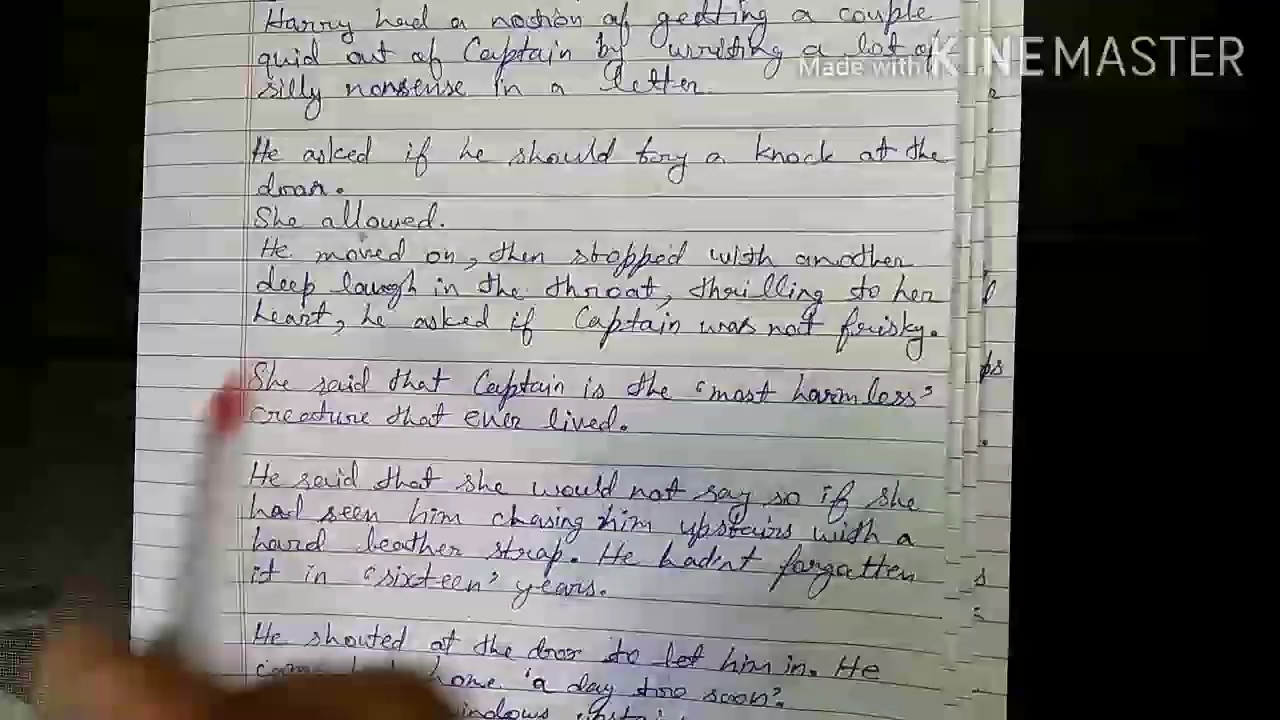 Harry had a notion of getting a couple
quid out of Captain by writing a lot of
silly nonsense in a letter.
Made with KINEMASTER
He asked if he should try a knock at the
door.
She allowed.
He moved on, then stopped with another
deep laugh in the throat, thrilling to her
heart, he asked if Captain was not frisky.
She said that Captain is the 'most harmless'
creature that ever lived.
He said that she would not say so if she
had seen him chasing him upstairs with a
hard leather strap. He hadn't forgatten
it in 'sixteen' years.
He shouted at the door to let him in. He
home 'a day too soon'.
windows